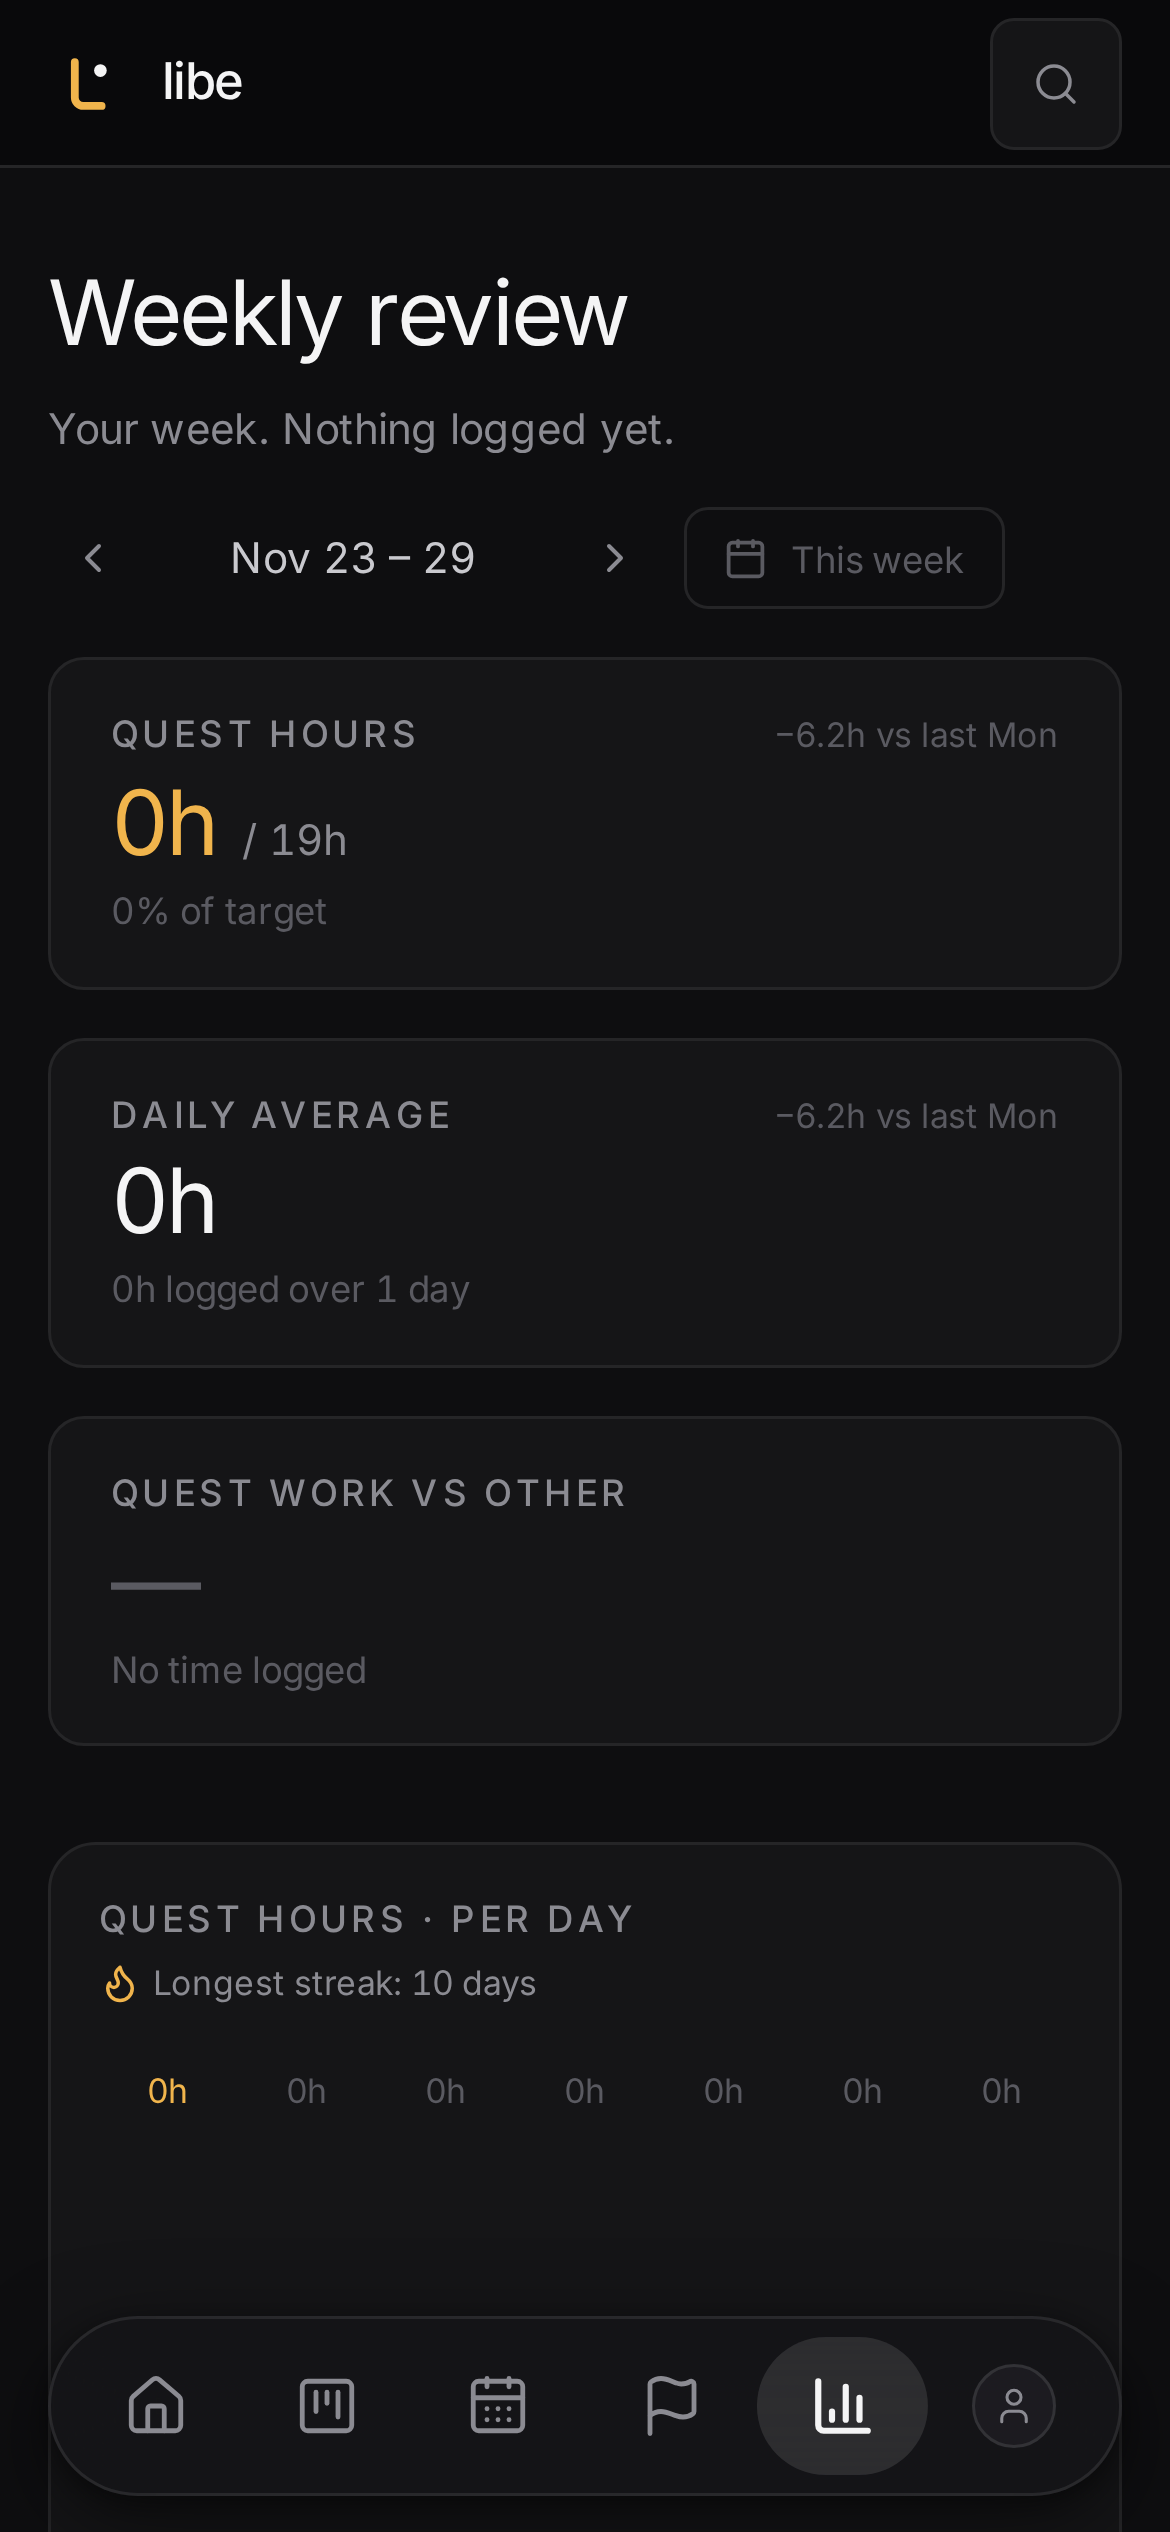 libe
Weekly review
Your week. Nothing logged yet.
Nov 23 – 29
This week
QUEST HOURS
−6.2h vs last Mon
0h / 19h
0% of target
DAILY AVERAGE
−6.2h vs last Mon
0h
0h logged over 1 day
QUEST WORK VS OTHER
—
No time logged
QUEST HOURS · PER DAY
Longest streak: 10 days
0h 0h 0h 0h 0h 0h 0h